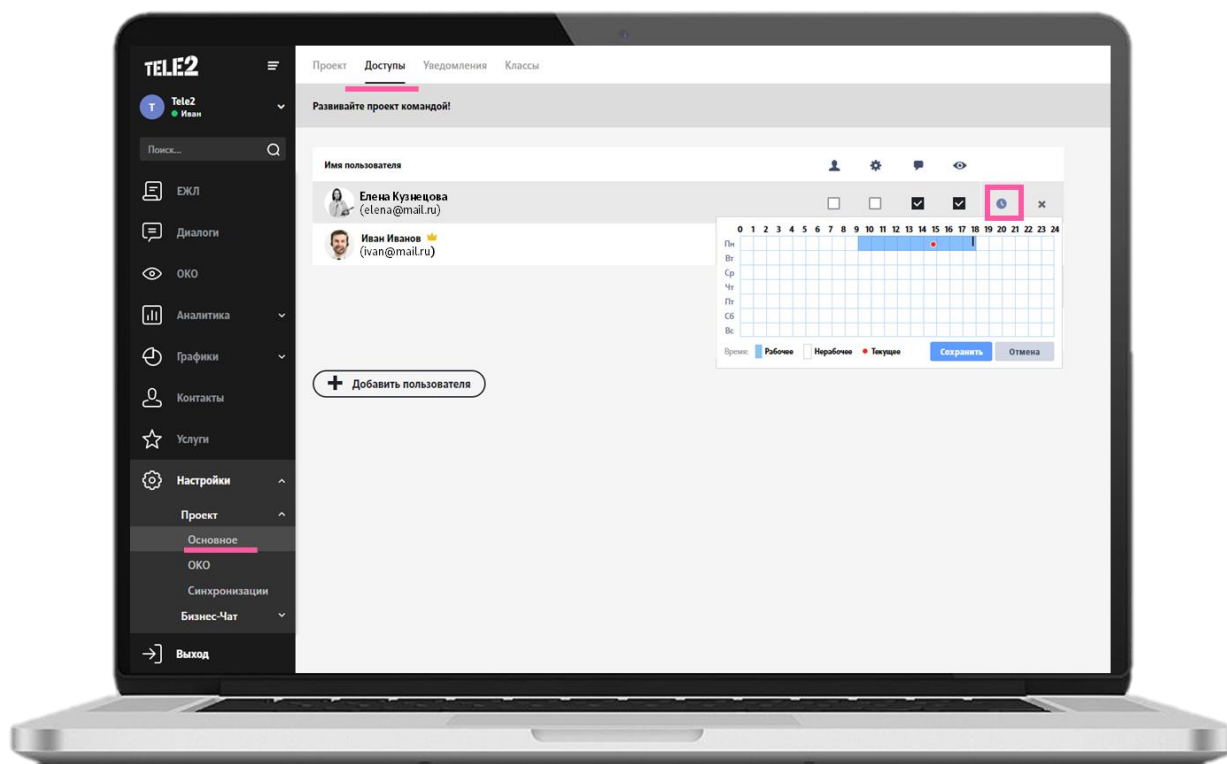 TELE2
Проект Доступы Уведомления Классы
T Tele2
Иван
Развивайте проект командой!
Поиск...
Имя пользователя
ЕЖЛ
Елена Кузнецова
(elena@mail.ru)
Диалоги
Иван Иванов
(ivan@mail.ru)
0 1 2 3 4 5 6 7 8 9 10 11 12 13 14 15 16 17 18 19 20 21 22 23 24
Пн
Вт
Ср
Чт
Пт
Сб
Вс
Время: Рабочее Нерабочее Текущее Сохранить Отмена
ОКО
Аналитика
Графики
Добавить пользователя
Контакты
Услуги
Настройки
Проект
Основное
ОКО
Синхронизации
Бизнес-Чат
Выход